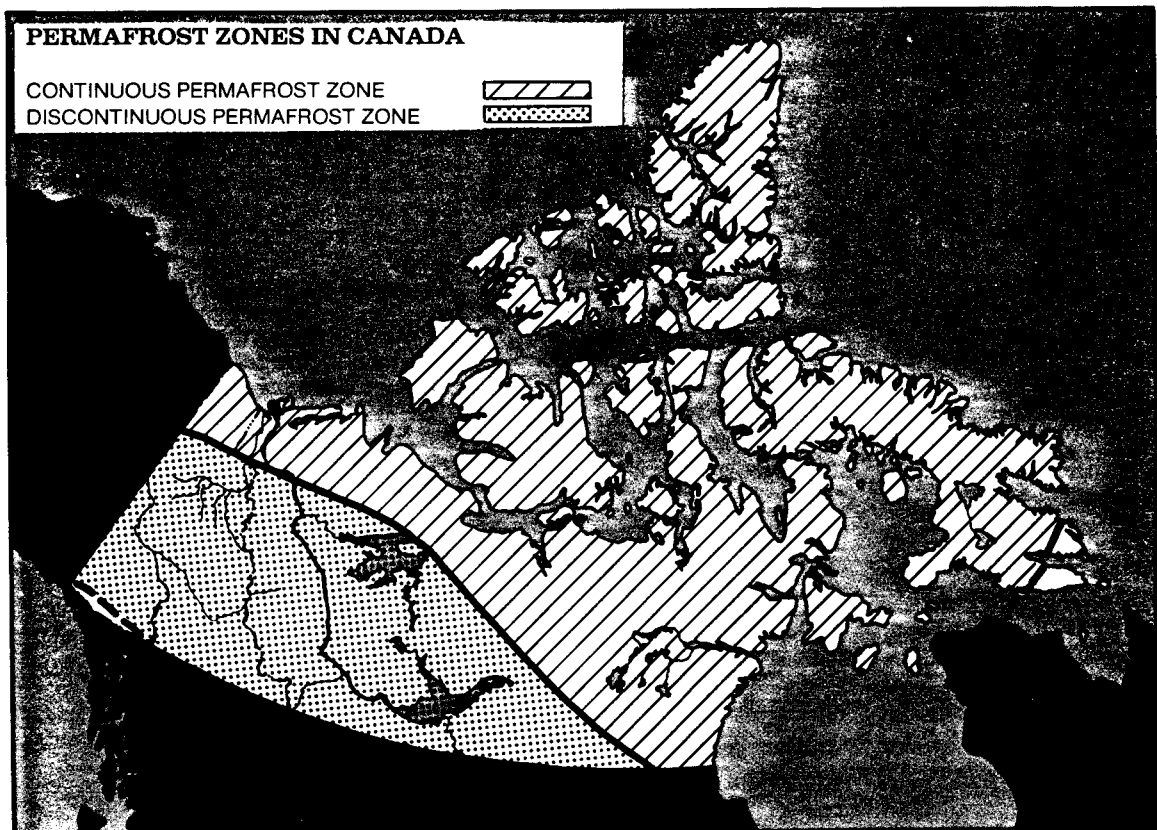 PERMAFROST ZONES IN CANADA
CONTINUOUS PERMAFROST ZONE
DISCONTINUOUS PERMAFROST ZONE